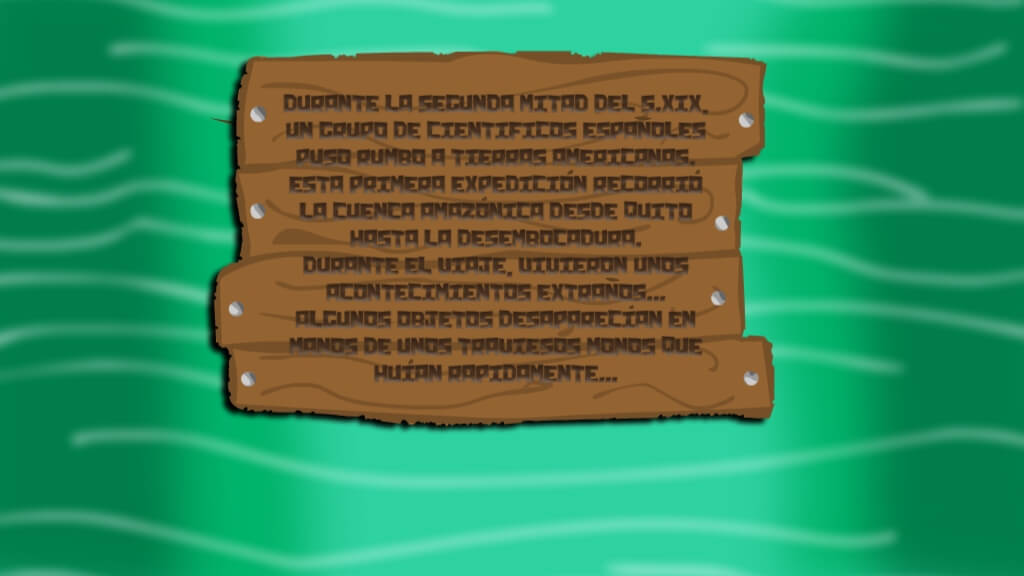 DURANTE LA SEGUNDA MITAD DEL S.XIX,
UN GRUPO DE CIENTIFICOS ESPAÑOLES
PUSO RUMBO A TIERRAS AMERICANAS.
ESTA PRIMERA EXPEDICIÓN RECORRIÓ
LA CUENCA AMAZÓNICA DESDE QUITO
HASTA LA DESEMBOCADURA.
DURANTE EL VIAJE, VIVIERON UNOS
ACONTECIMIENTOS EXTRAÑOS...
ALGUNOS OBJETOS DESAPARECÍAN EN
MANOS DE UNOS TRAVIESOS MONOS QUE
HUÍAN RAPIDAMENTE...